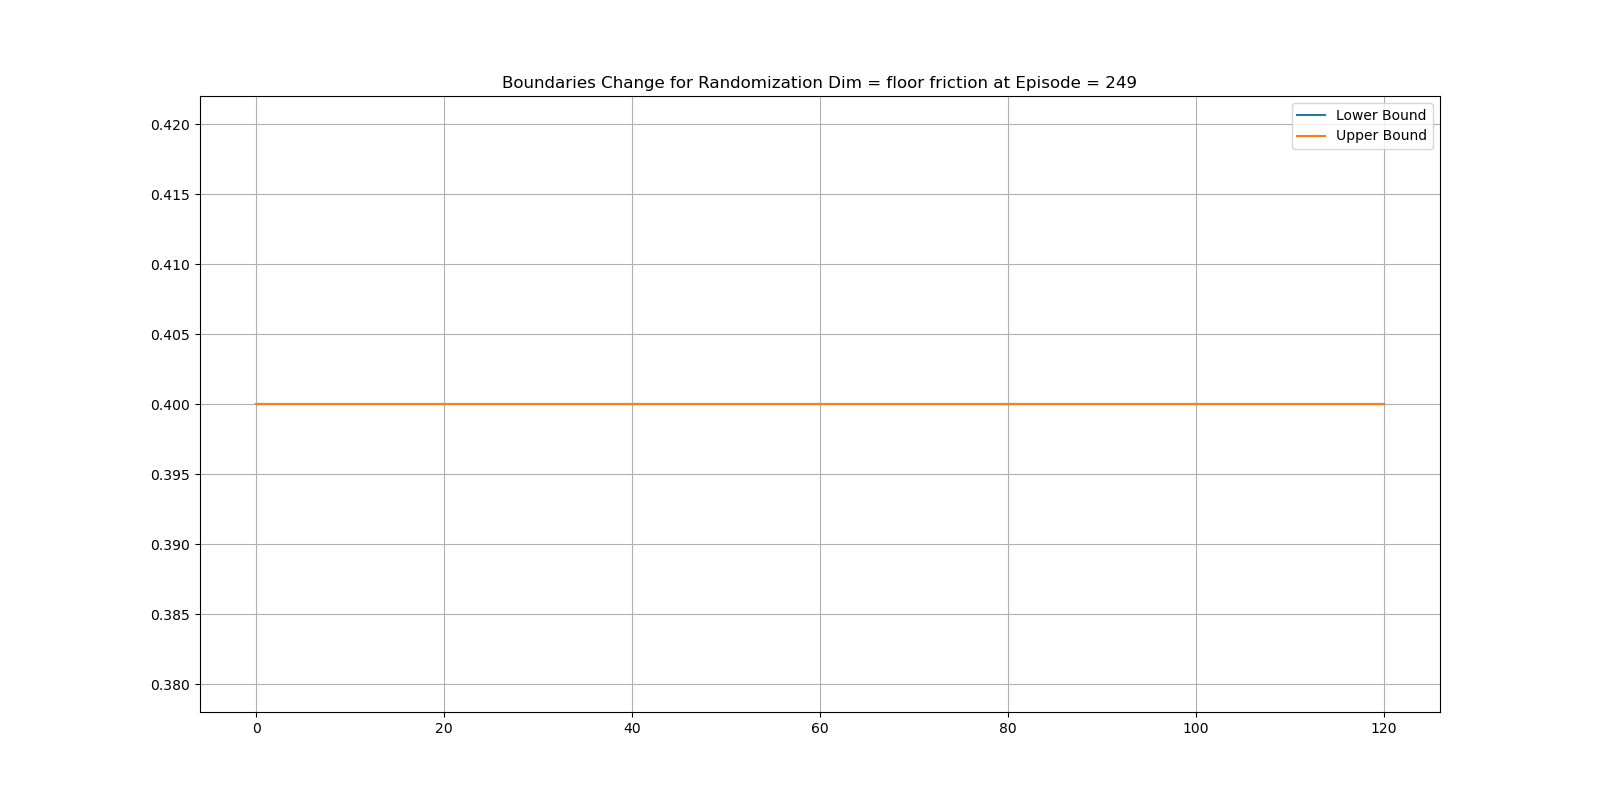 Boundaries Change for Randomization Dim = floor friction at Episode = 249
Lower Bound
Upper Bound
0.420
0.415
0.410
0.405
0.400
0.395
0.390
0.385
0.380
0 20 40 60 80 100 120